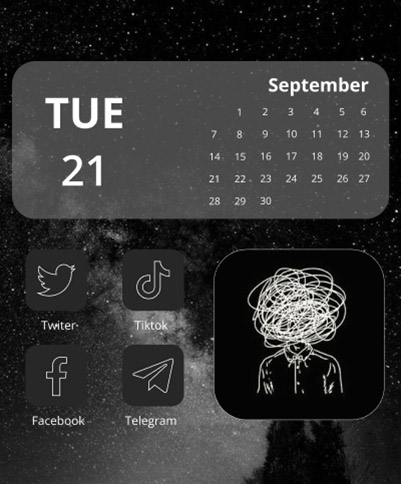 September
TUE
21
1 2 3 4 5 6
7 8 9 10 11 12 13
14 15 16 17 18 19 20
21 22 23 24 25 26 27
28 29 30
Twiter
Tiktok
Facebook
Telegram